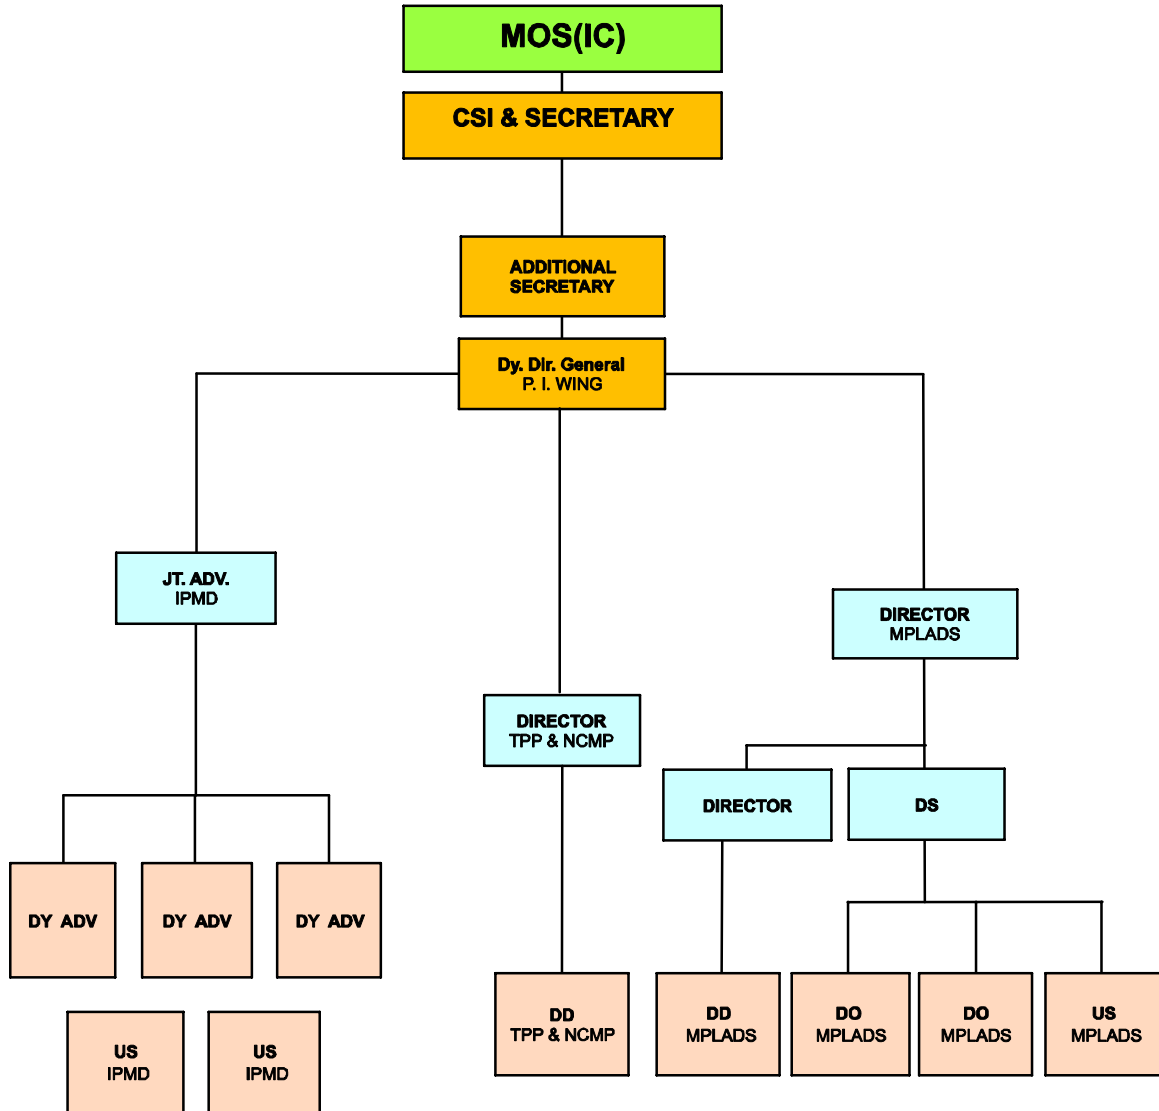 MOS(IC)
CSI & SECRETARY
ADDITIONAL
SECRETARY
Dy. Dir. General
P. I. WING
JT. ADV.
IPMD
DIRECTOR
MPLADS
DIRECTOR
TPP & NCMP
DIRECTOR
DS
DY ADV
DY ADV
DY ADV
DD
TPP & NCMP
DD
MPLADS
DO
MPLADS
DO
MPLADS
US
MPLADS
US
IPMD
US
IPMD